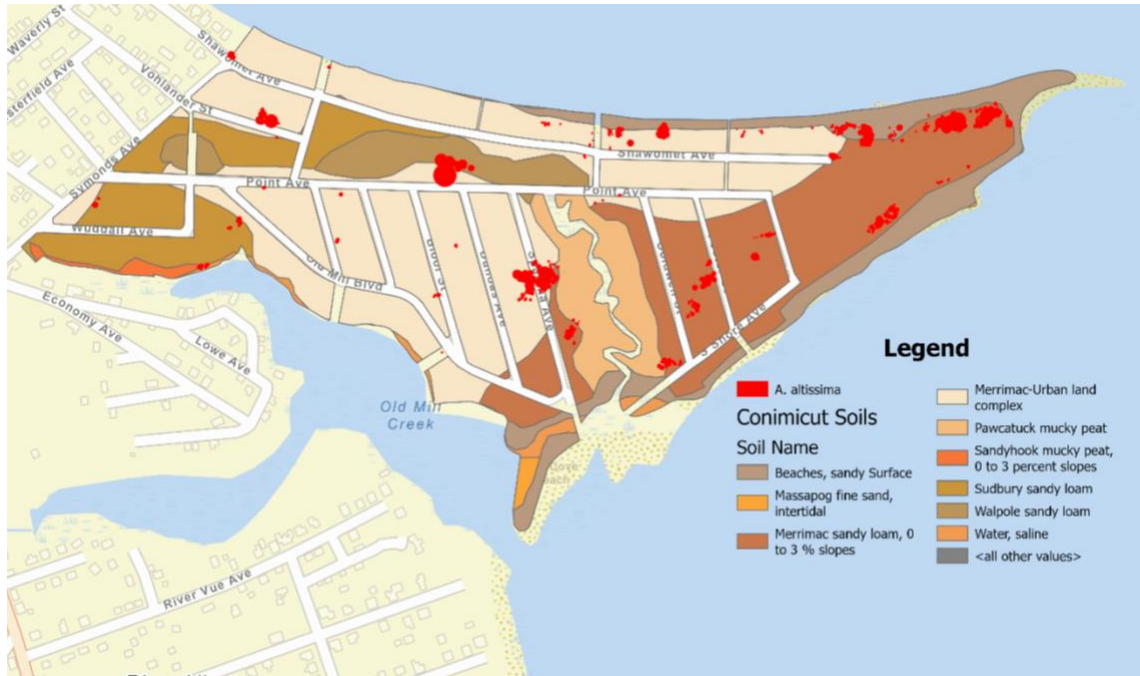 Waverly St
Shawomet Ave
Vohlander St
sterfield Ave
Symonds Ave
Point Ave
Shawomet Ave
Point Ave
Wuddall Ave
Old Mill Blvd
Economy Ave
Lowe Ave
S Shore Ave
Old Mill
Creek
River Vue Ave
Legend
A. altissima
Conimicut Soils
Soil Name
Beaches, sandy Surface
Massapog fine sand,
intertidal
Merrimac sandy loam, 0
to 3 % slopes
Merrimac-Urban land
complex
Pawcatuck mucky peat
Sandyhook mucky peat,
0 to 3 percent slopes
Sudbury sandy loam
Walpole sandy loam
Water, saline
<all other values>